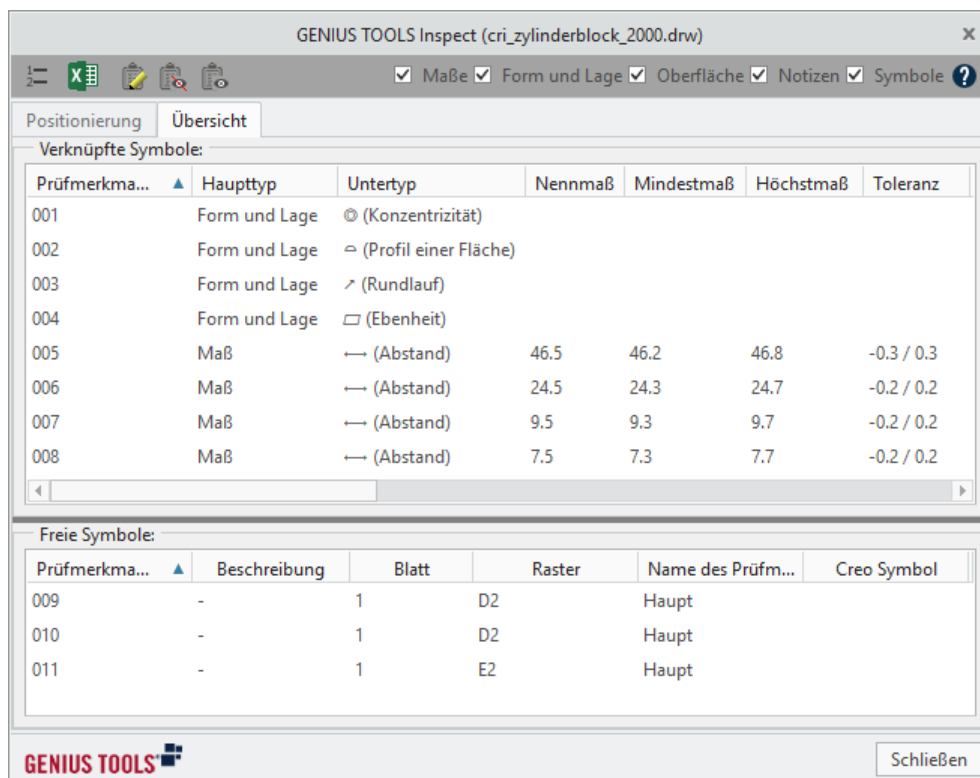 GENIUS TOOLS Inspect (cri_zylinderblock_2000.drw)
Maße Form und Lage Oberfläche Notizen Symbole ?
Positionierung Übersicht
Verknüpfte Symbole:
Prüfmerkma... Haupttyp Untertyp Nennmaß Mindestmaß Höchstmaß Toleranz
001 Form und Lage ◎ (Konzentrizität)
002 Form und Lage ⌓ (Profil einer Fläche)
003 Form und Lage ↗ (Rundlauf)
004 Form und Lage ▱ (Ebenheit)
005 Maß ⟷ (Abstand) 46.5 46.2 46.8 -0.3 / 0.3
006 Maß ⟷ (Abstand) 24.5 24.3 24.7 -0.2 / 0.2
007 Maß ⟷ (Abstand) 9.5 9.3 9.7 -0.2 / 0.2
008 Maß ⟷ (Abstand) 7.5 7.3 7.7 -0.2 / 0.2
Freie Symbole:
Prüfmerkma... Beschreibung Blatt Raster Name des Prüfm... Creo Symbol
009 - 1 D2 Haupt
010 - 1 D2 Haupt
011 - 1 E2 Haupt
GENIUS TOOLS
Schließen